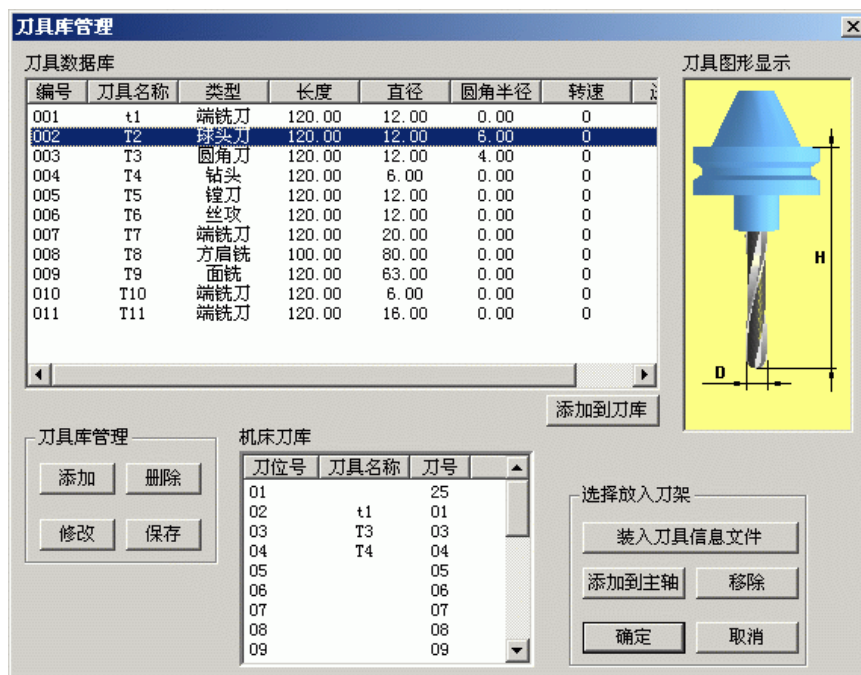 刀具库管理
刀具数据库
编号 刀具名称 类型 长度 直径 圆角半径 转速
001 t1 端铣刀 120.00 12.00 0.00 0
002 T2 球头刀 120.00 12.00 6.00 0
003 T3 圆角刀 120.00 12.00 4.00 0
004 T4 钻头 120.00 6.00 0.00 0
005 T5 镗刀 120.00 12.00 0.00 0
006 T6 丝攻 120.00 12.00 0.00 0
007 T7 端铣刀 120.00 20.00 0.00 0
008 T8 方肩铣 100.00 80.00 0.00 0
009 T9 面铣 120.00 63.00 0.00 0
010 T10 端铣刀 120.00 6.00 0.00 0
011 T11 端铣刀 120.00 16.00 0.00 0
刀具图形显示
H
D
添加到刀库
刀具库管理
添加 删除
修改 保存
机床刀库
刀位号 刀具名称 刀号
01 25
02 t1 01
03 T3 03
04 T4 04
05 05
06 06
07 07
08 08
09 09
选择放入刀架
装入刀具信息文件
添加到主轴 移除
确定 取消